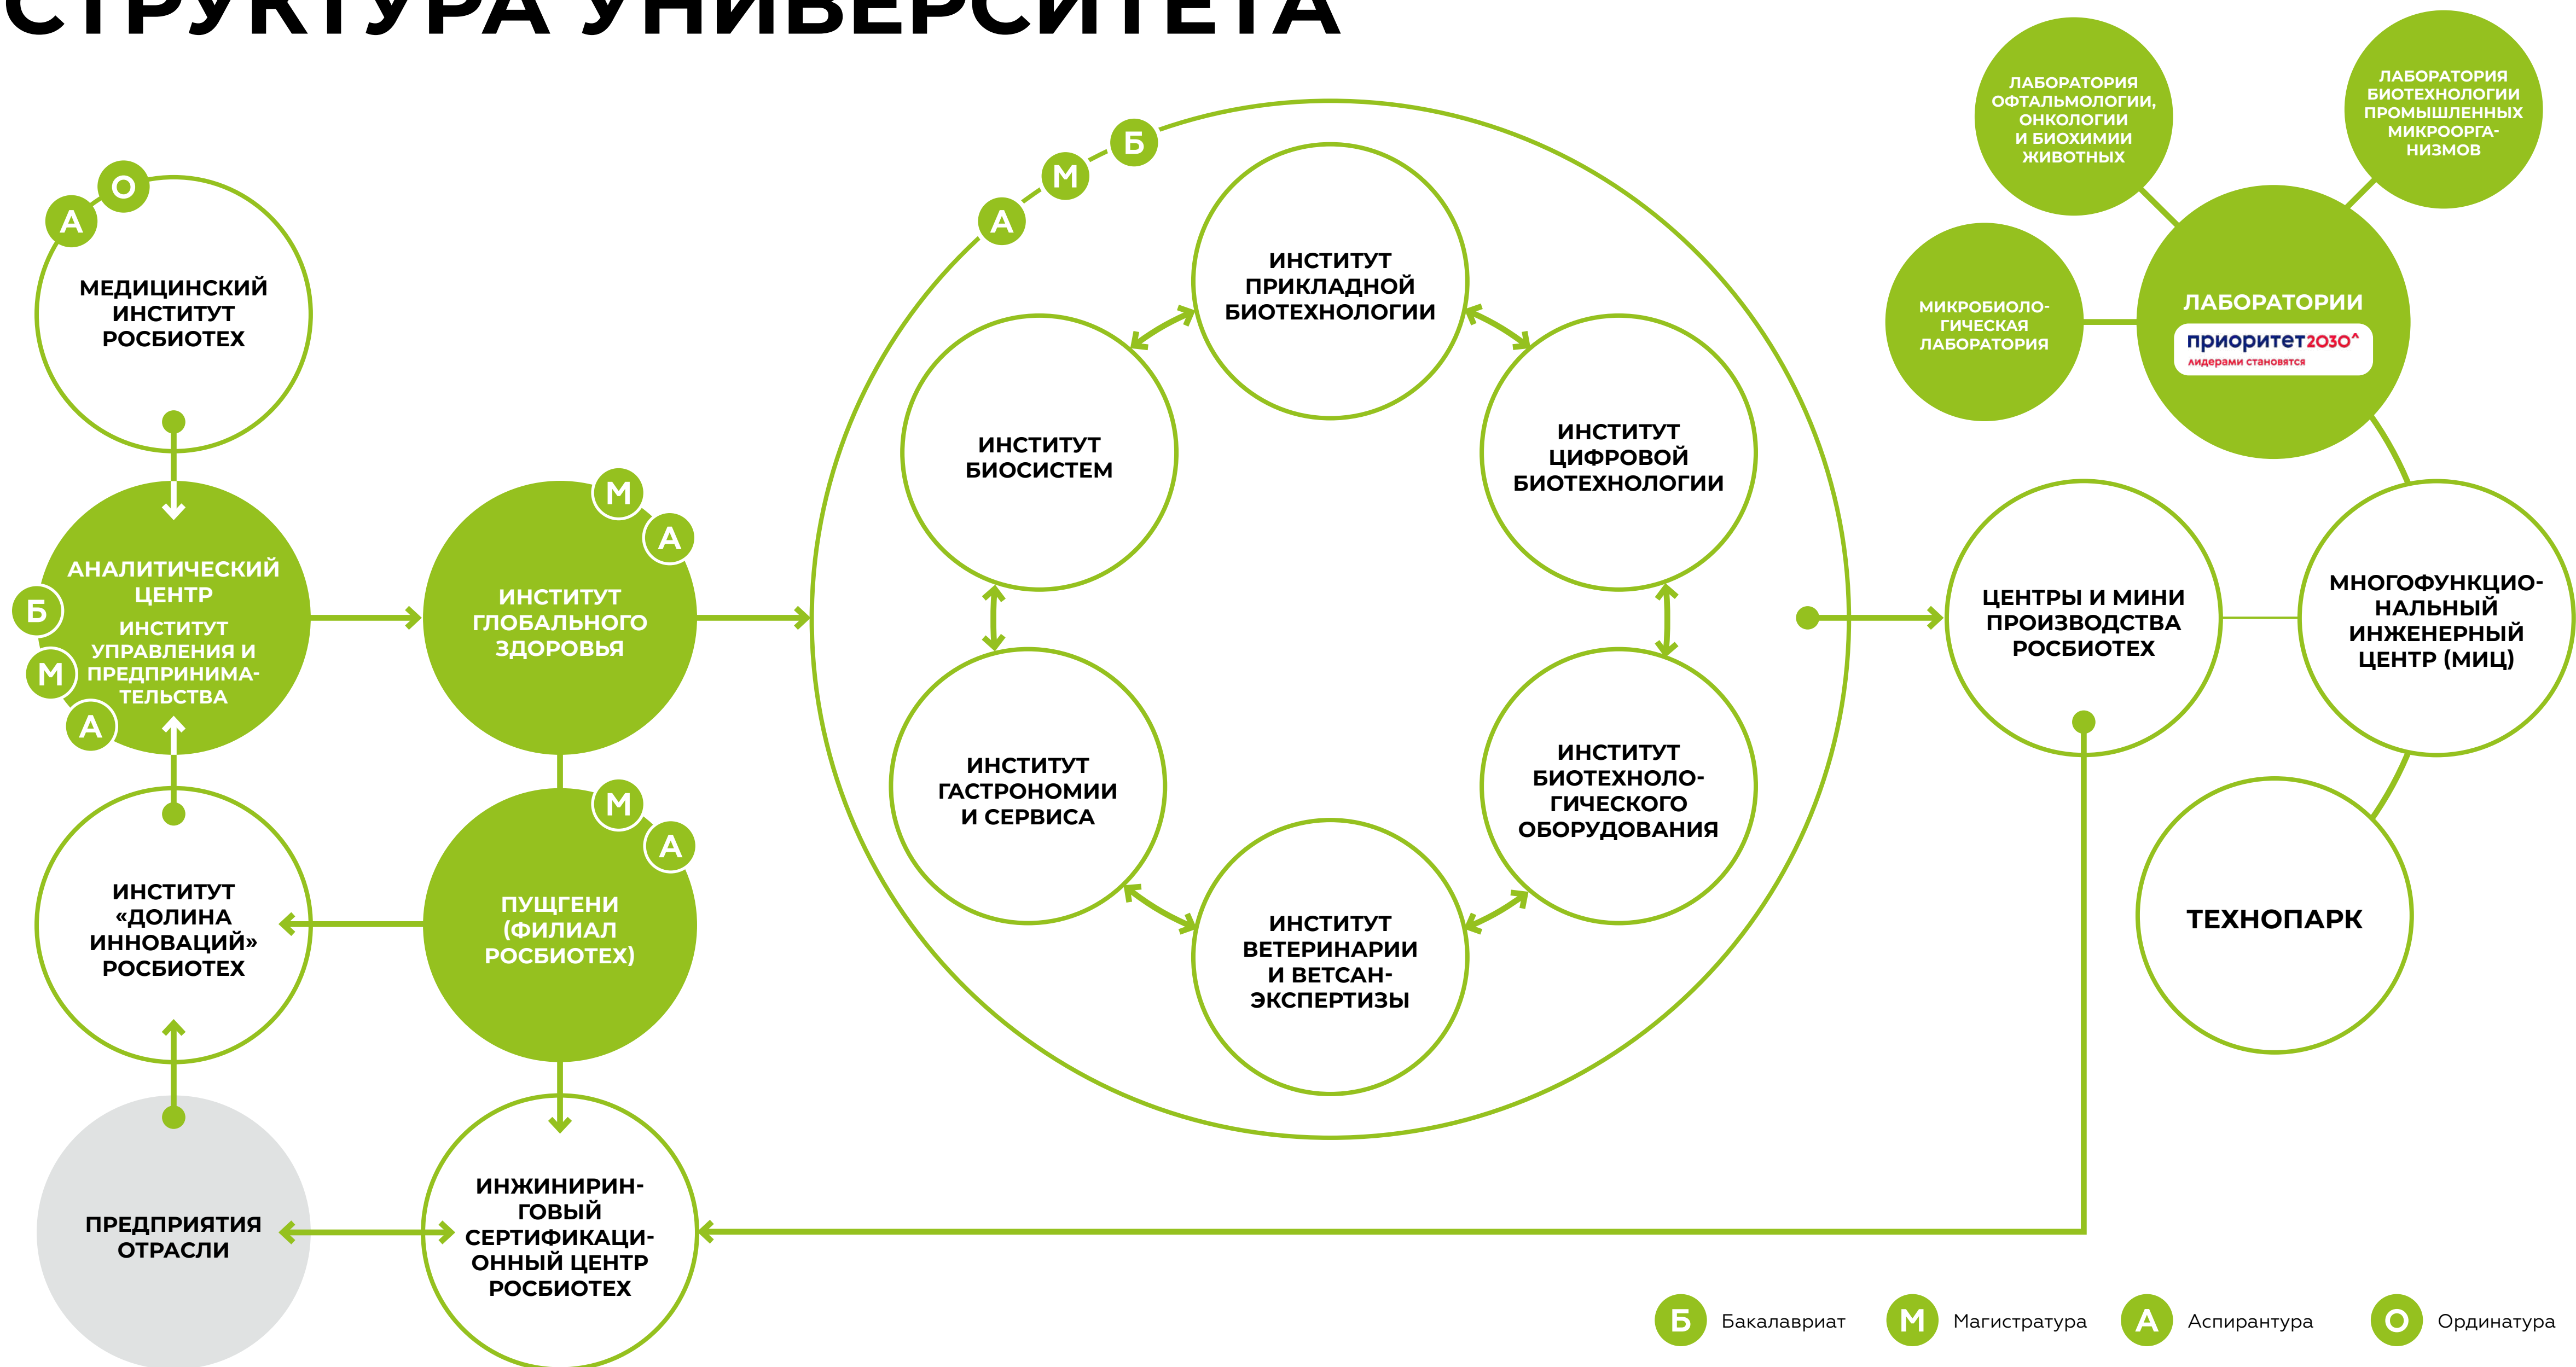 СТРУКТУРА УНИВЕРСИТЕТА
О
А
МЕДИЦИНСКИЙ
ИНСТИТУТ
РОСБИОТЕХ
АНАЛИТИЧЕСКИЙ
ЦЕНТР
ИНСТИТУТ
УПРАВЛЕНИЯ И
ПРЕДПРИНИМА-
ТЕЛЬСТВА
Б
М
А
ИНСТИТУТ
«ДОЛИНА
ИННОВАЦИЙ»
РОСБИОТЕХ
ПРЕДПРИЯТИЯ
ОТРАСЛИ
М
А
ИНСТИТУТ
ГЛОБАЛЬНОГО
ЗДОРОВЬЯ
М
А
ПУЩГЕНИ
(ФИЛИАЛ
РОСБИОТЕХ)
ИНЖИНИРИН-
ГОВЫЙ
СЕРТИФИКАЦИ-
ОННЫЙ ЦЕНТР
РОСБИОТЕХ
Б
М
А
ИНСТИТУТ
ПРИКЛАДНОЙ
БИОТЕХНОЛОГИИ
ИНСТИТУТ
БИОСИСТЕМ
ИНСТИТУТ
ЦИФРОВОЙ
БИОТЕХНОЛОГИИ
ИНСТИТУТ
ГАСТРОНОМИИ
И СЕРВИСА
ИНСТИТУТ
БИОТЕХНОЛО-
ГИЧЕСКОГО
ОБОРУДОВАНИЯ
ИНСТИТУТ
ВЕТЕРИНАРИИ
И ВЕТСАН-
ЭКСПЕРТИЗЫ
ЛАБОРАТОРИЯ
ОФТАЛЬМОЛОГИИ,
ОНКОЛОГИИ
И БИОХИМИИ
ЖИВОТНЫХ
ЛАБОРАТОРИЯ
БИОТЕХНОЛОГИИ
ПРОМЫШЛЕННЫХ
МИКРООРГА-
НИЗМОВ
МИКРОБИОЛО-
ГИЧЕСКАЯ
ЛАБОРАТОРИЯ
ЛАБОРАТОРИИ
приоритет2030^
лидерами становятся
ЦЕНТРЫ И МИНИ
ПРОИЗВОДСТВА
РОСБИОТЕХ
МНОГОФУНКЦИО-
НАЛЬНЫЙ
ИНЖЕНЕРНЫЙ
ЦЕНТР (МИЦ)
ТЕХНОПАРК
Б Бакалавриат
М Магистратура
А Аспирантура
О Ординатура